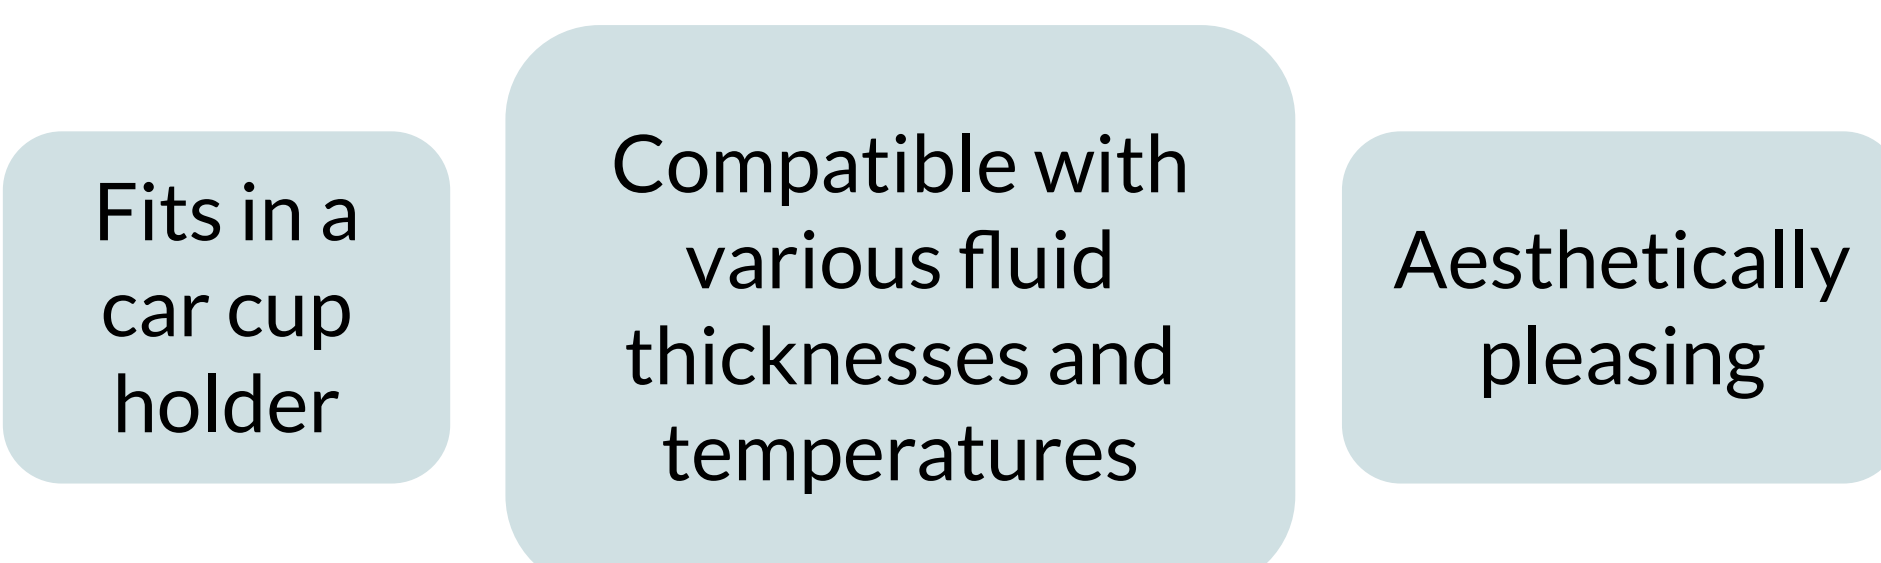 Fits in a
car cup
holder
Compatible with
various fluid
thicknesses and
temperatures
Aesthetically
pleasing